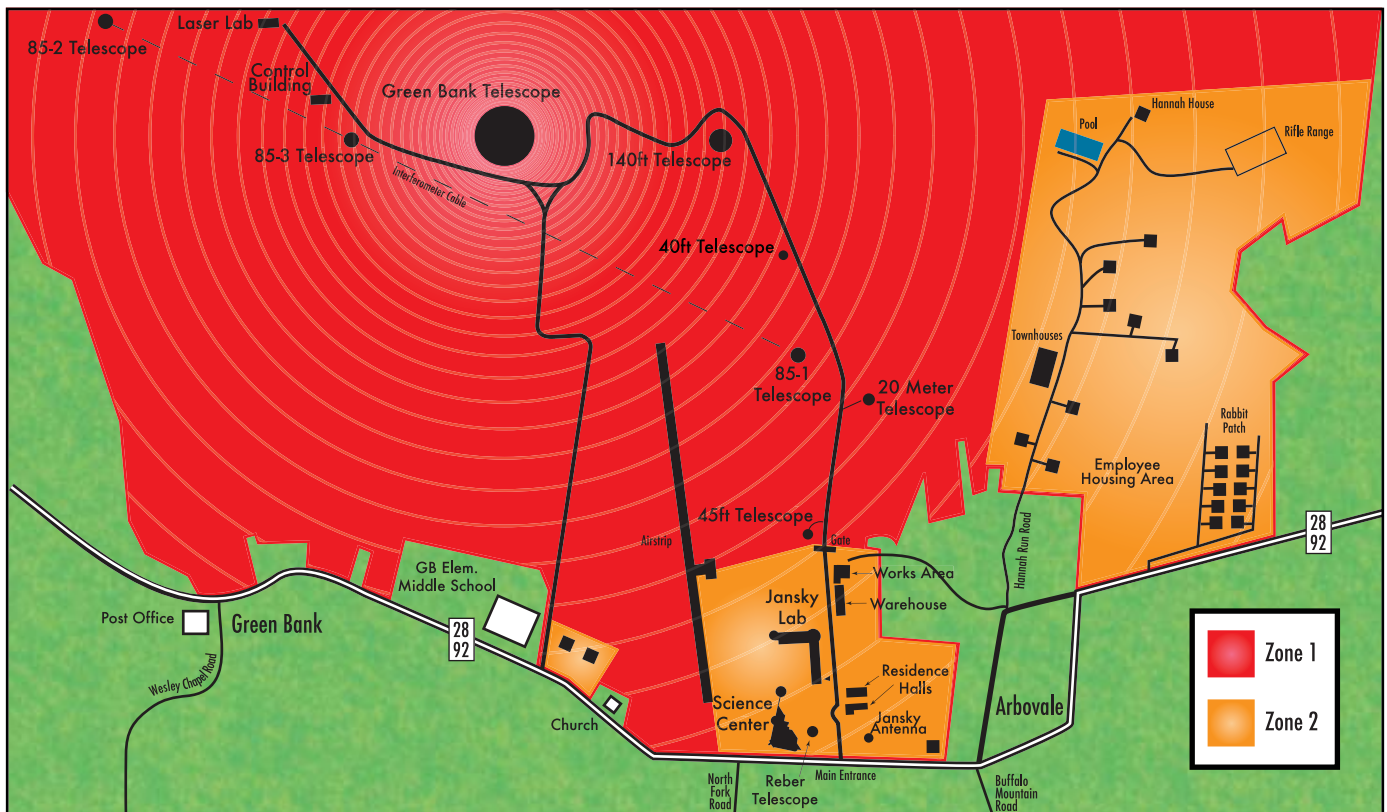 Laser Lab
85-2 Telescope
Control
Building
Green Bank Telescope
85-3 Telescope
140ft Telescope
Interferometer Cable
Hannah House
Pool
Rifle Range
40ft Telescope
Townhouses
85-1
Telescope
20 Meter
Telescope
Rabbit
Patch
Employee
Housing Area
45ft Telescope
Airstrip
Gate
Hannah Run Road
28
92
GB Elem.
Middle School
Works Area
Warehouse
Jansky
Lab
Post Office
Green Bank
28
92
Wesley Chapel Road
Residence
Halls
Science
Center
Church
Jansky
Antenna
Arbovale
Zone 1
Zone 2
North
Fork
Road
Reber
Telescope
Main Entrance
Buffalo
Mountain
Road